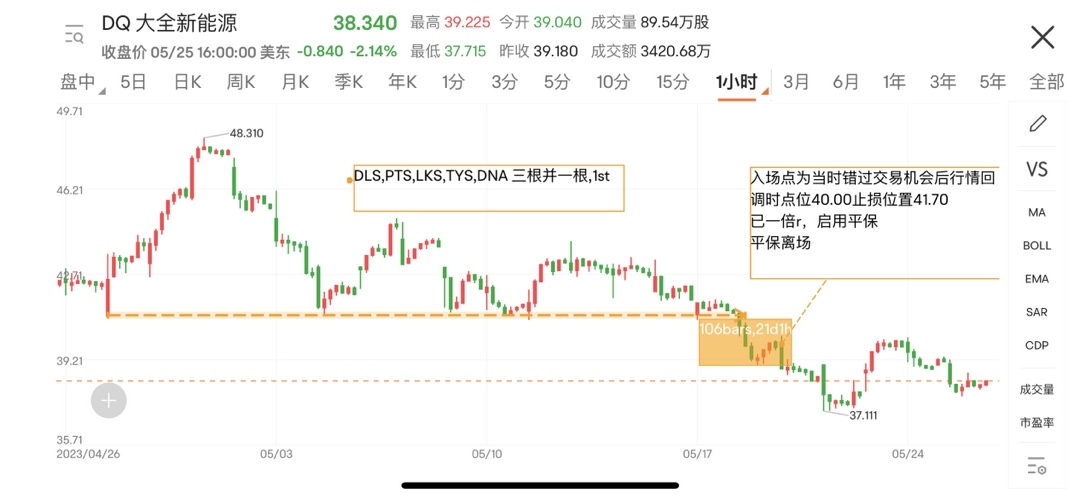 DQ 大全新能源
38.340 最高 39.225 今开 39.040 成交量 89.54万股
收盘价 05/25 16:00:00 美东 -0.840 -2.14% 最低 37.715 昨收 39.180 成交额 3420.68万
盘中 5日 日K 周K 月K 季K 年K 1分 3分 5分 10分 15分 1小时 3月 6月 1年 3年 5年 全部
49.71
48.310
46.21
42.71
39.21
35.71
DLS,PTS,LKS,TYS,DNA 三根并一根,1st
入场点为当时错过交易机会后行情回
调时点位40.00止损位置41.70
已一倍r，启用平保
平保离场
106bars,21d1h
37.111
2023/04/26 05/03 05/10 05/17 05/24
VS
MA
BOLL
EMA
SAR
CDP
成交量
市盈率